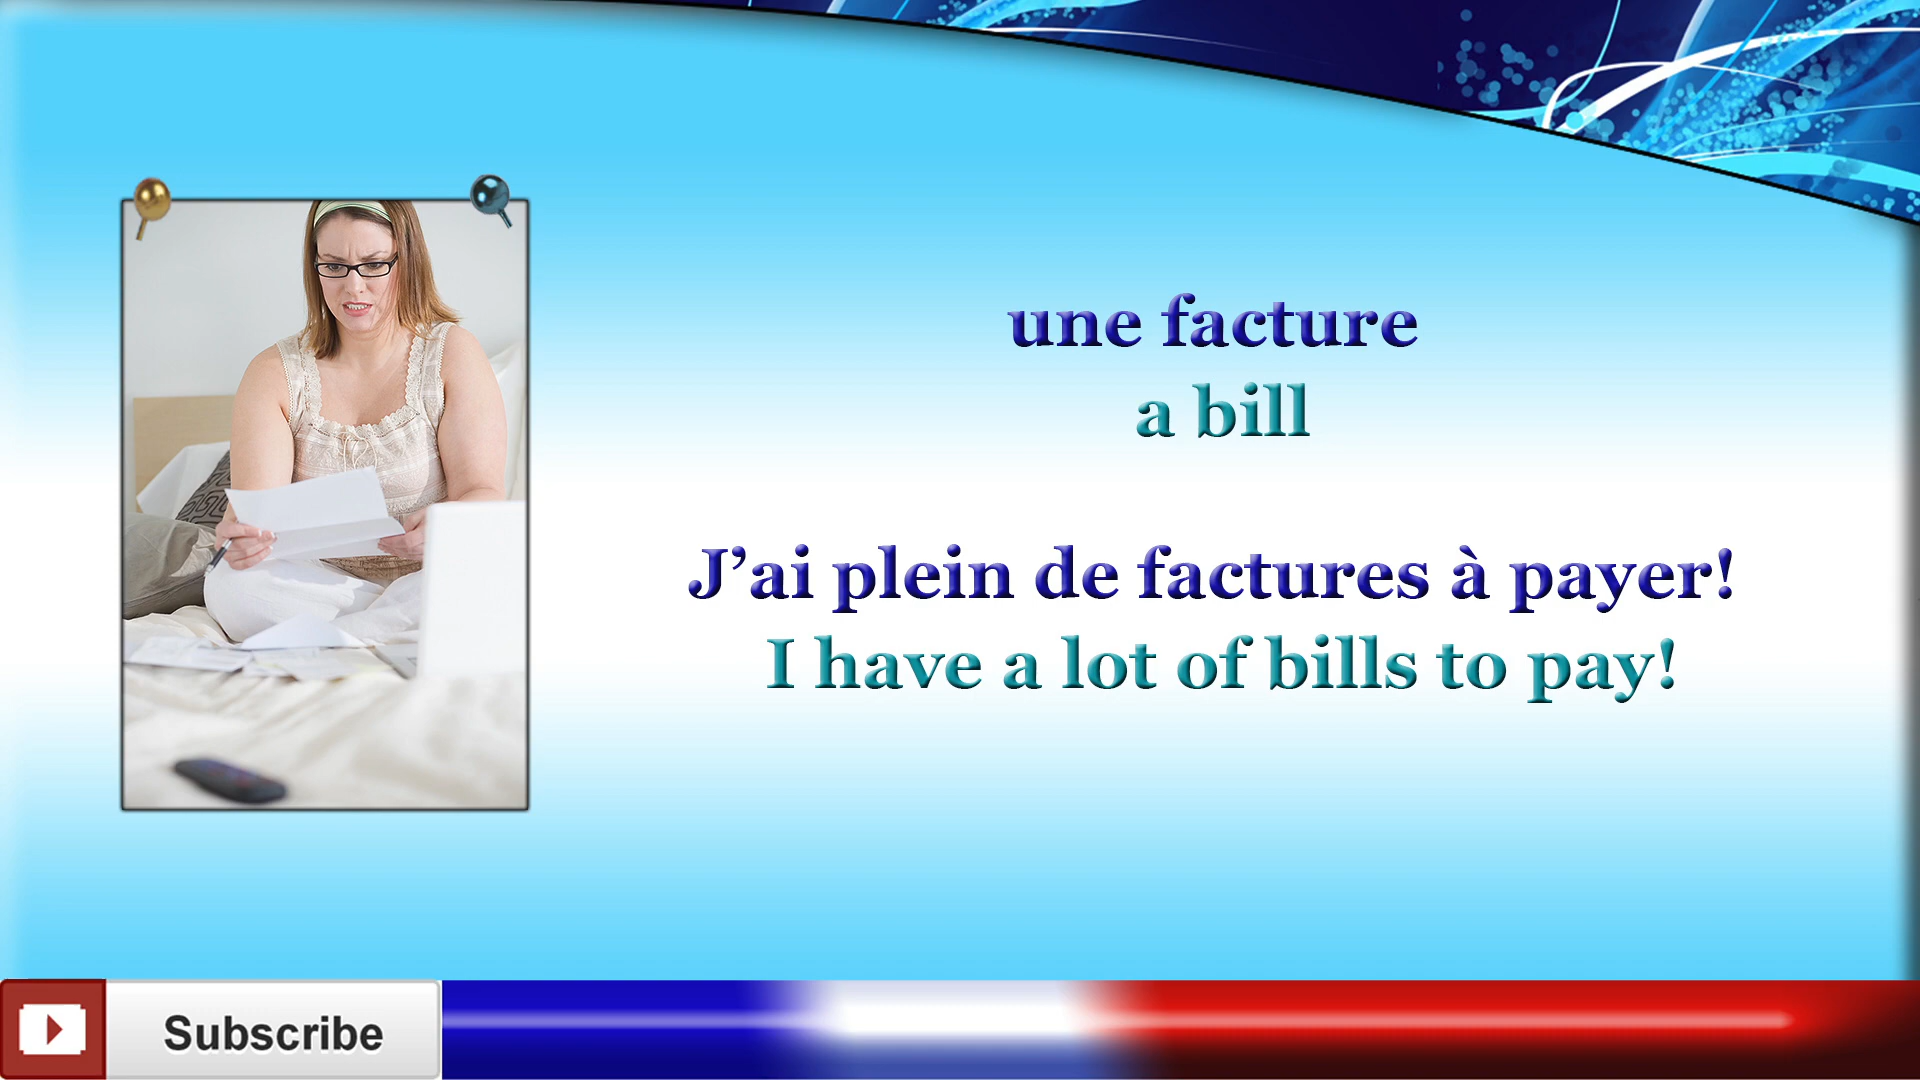 une facture
a bill
J’ai plein de factures à payer!
I have a lot of bills to pay!
Subscribe